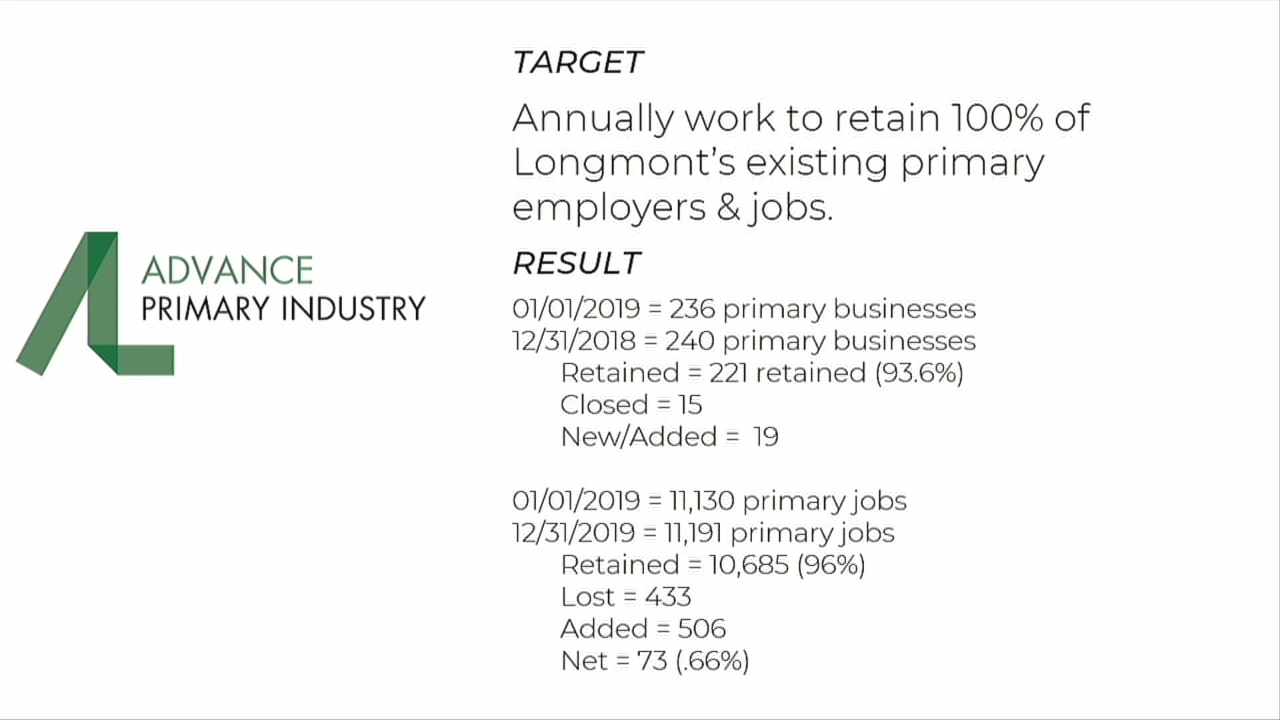 ADVANCE
PRIMARY INDUSTRY
TARGET
Annually work to retain 100% of
Longmont's existing primary
employers & jobs.
RESULT
01/01/2019 = 236 primary businesses
12/31/2018 = 240 primary businesses
Retained = 221 retained (93.6%)
Closed = 15
New/Added = 19
01/01/2019 = 11,130 primary jobs
12/31/2019 = 11,191 primary jobs
Retained = 10,685 (96%)
Lost = 433
Added = 506
Net = 73 (.66%)